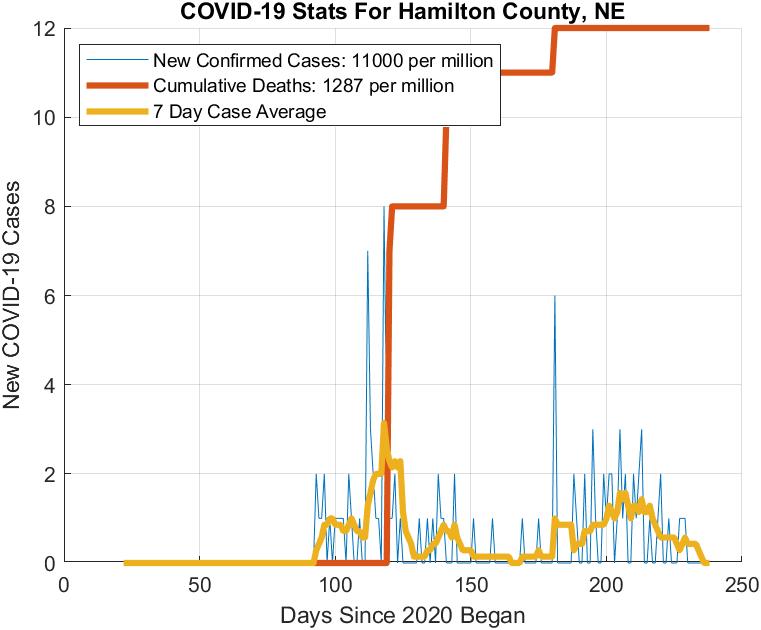 COVID-19 Stats For Hamilton County, NE
New Confirmed Cases: 11000 per million
Cumulative Deaths: 1287 per million
7 Day Case Average
New COVID-19 Cases
12
10
8
6
4
2
0
0 50 100 150 200 250
Days Since 2020 Began